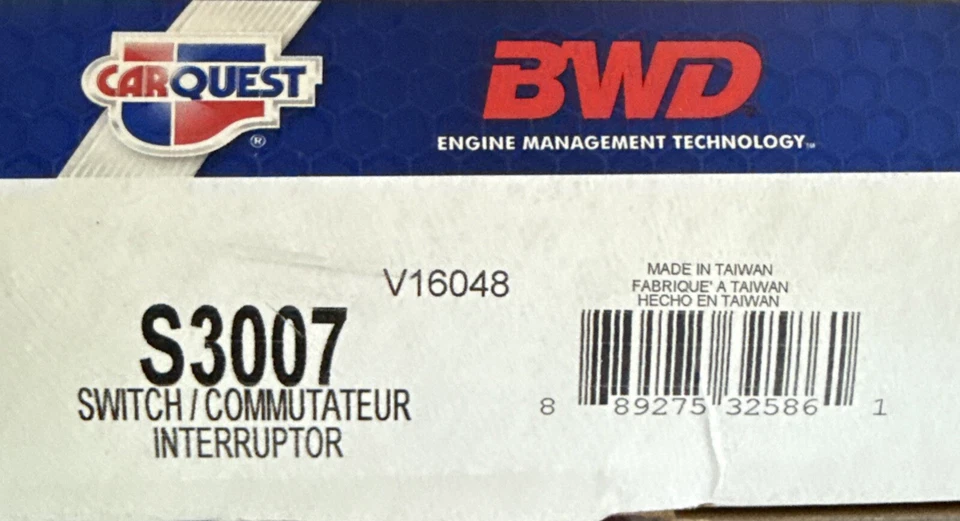 CARQUEST
®
BWD
ENGINE MANAGEMENT TECHNOLOGY™
V16048
MADE IN TAIWAN
FABRIQUE' A TAIWAN
HECHO EN TAIWAN
S3007
SWITCH / COMMUTATEUR
INTERRUPTOR
8 89275 32586 1